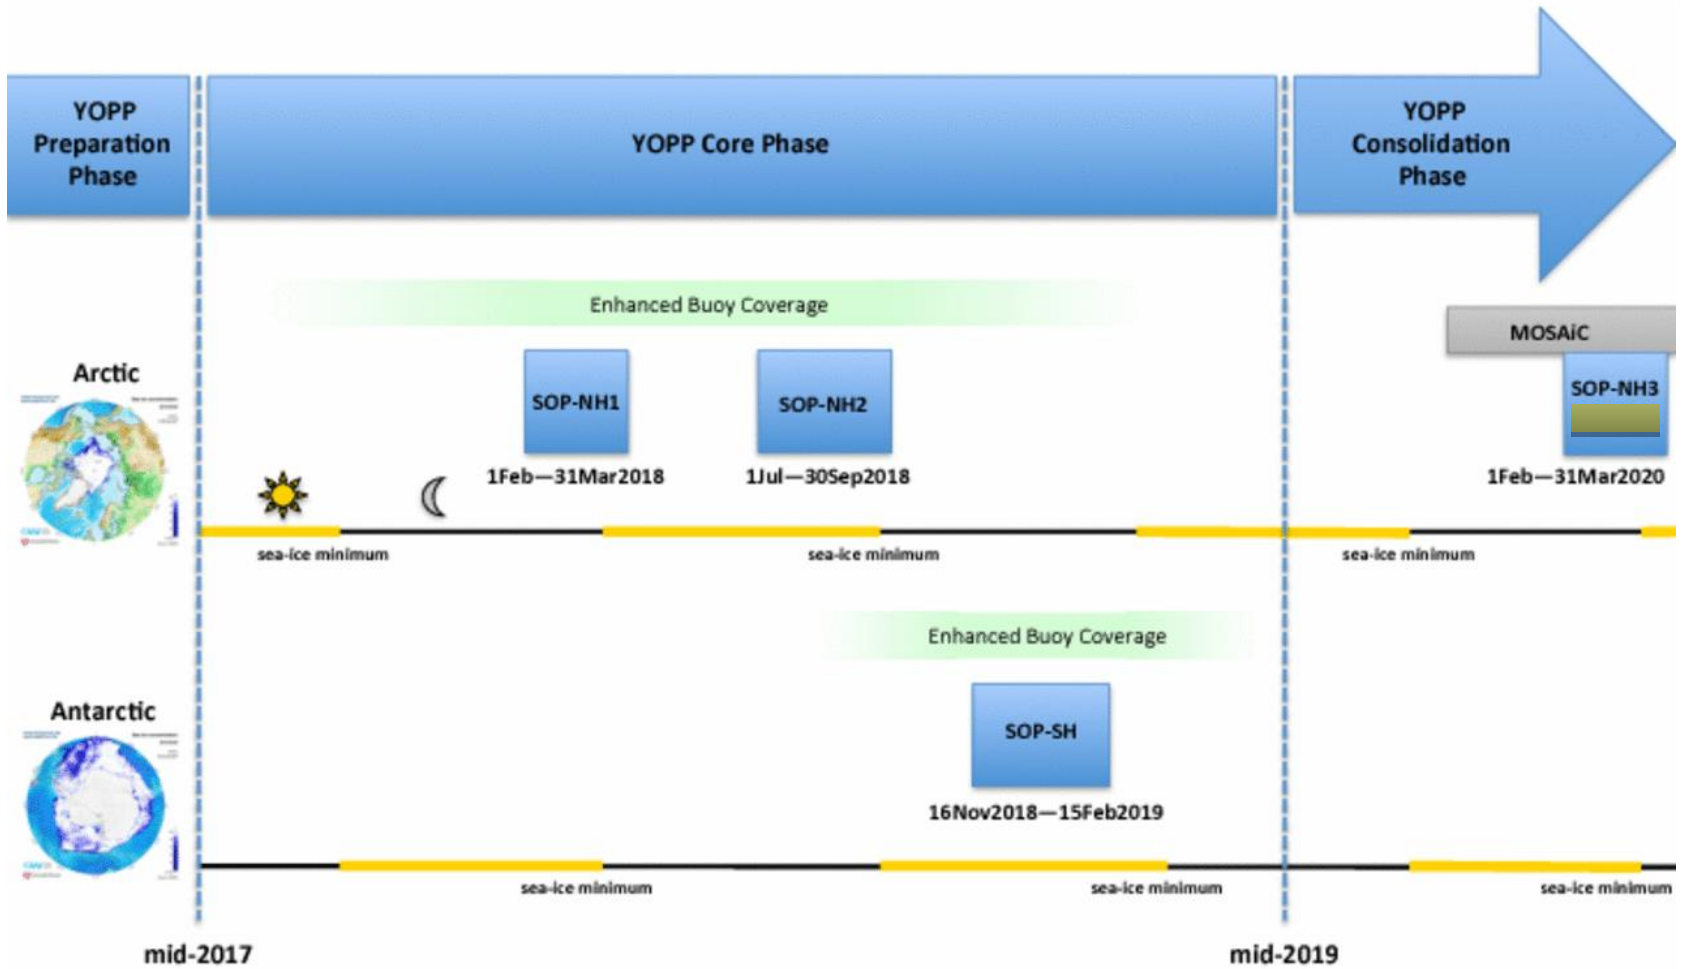 YOPP
Preparation
Phase
YOPP Core Phase
YOPP
Consolidation
Phase
Enhanced Buoy Coverage
MOSAiC
Arctic
SOP-NH1
SOP-NH2
SOP-NH3
1Feb—31Mar2018
1Jul—30Sep2018
1Feb—31Mar2020
sea-ice minimum
sea-ice minimum
sea-ice minimum
Enhanced Buoy Coverage
Antarctic
SOP-SH
16Nov2018—15Feb2019
sea-ice minimum
sea-ice minimum
sea-ice minimum
mid-2017
mid-2019